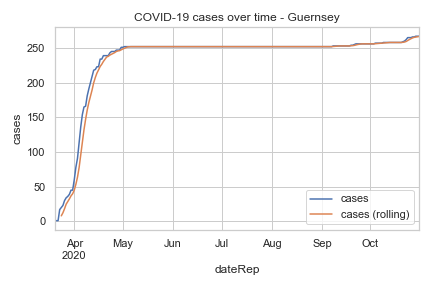 COVID-19 cases over time - Guernsey
cases
250
200
150
100
50
0
Apr May Jun Jul Aug Sep Oct
2020
dateRep
cases
cases (rolling)